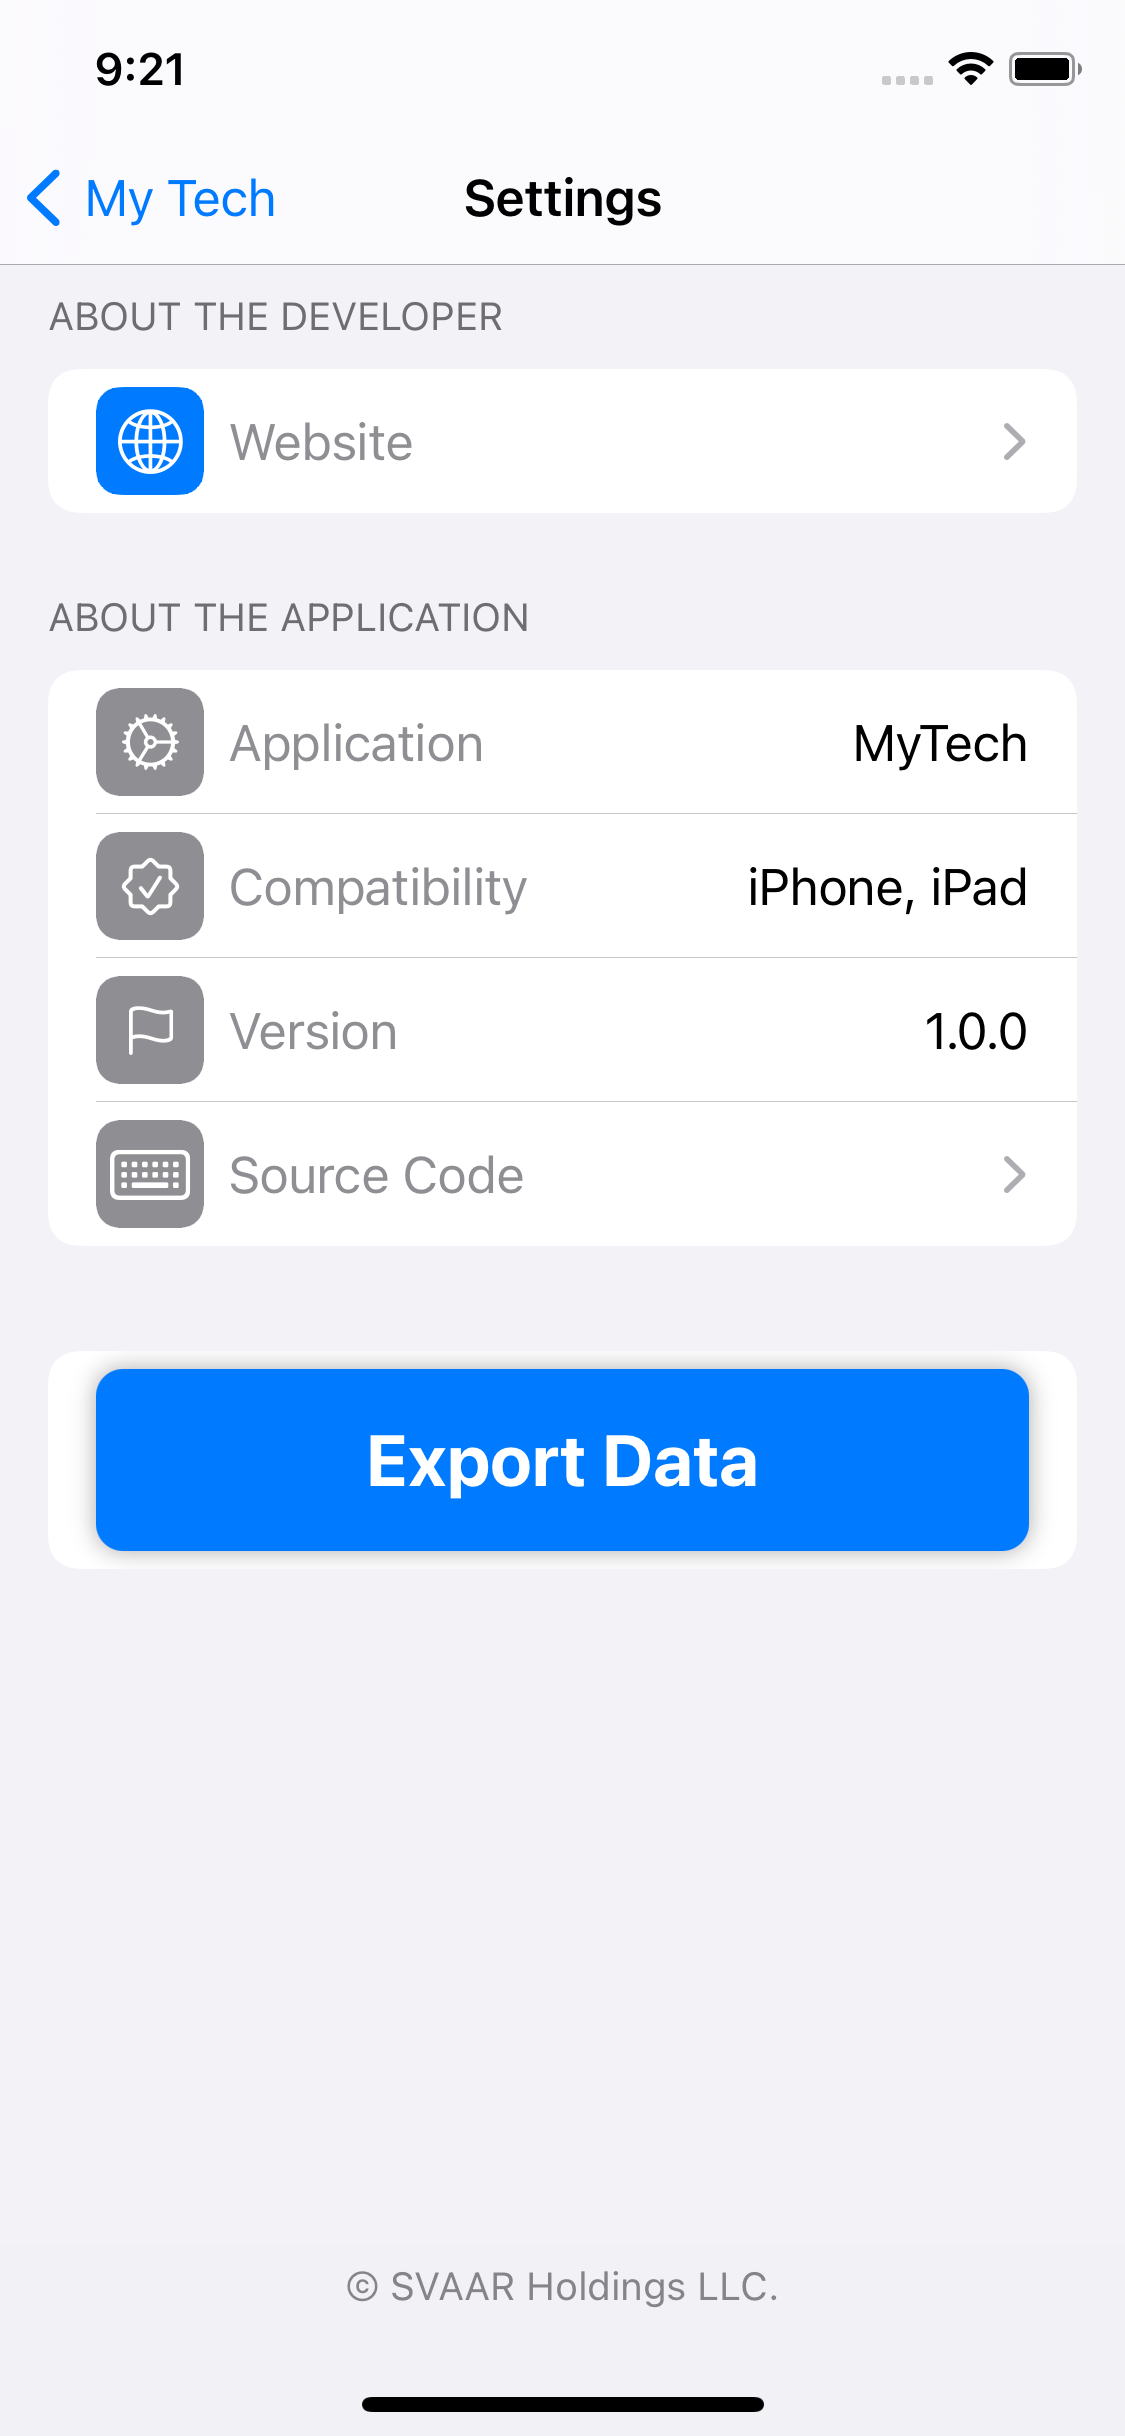 9:21
My Tech
Settings
ABOUT THE DEVELOPER
Website
ABOUT THE APPLICATION
Application MyTech
Compatibility iPhone, iPad
Version 1.0.0
Source Code
Export Data
© SVAAR Holdings LLC.